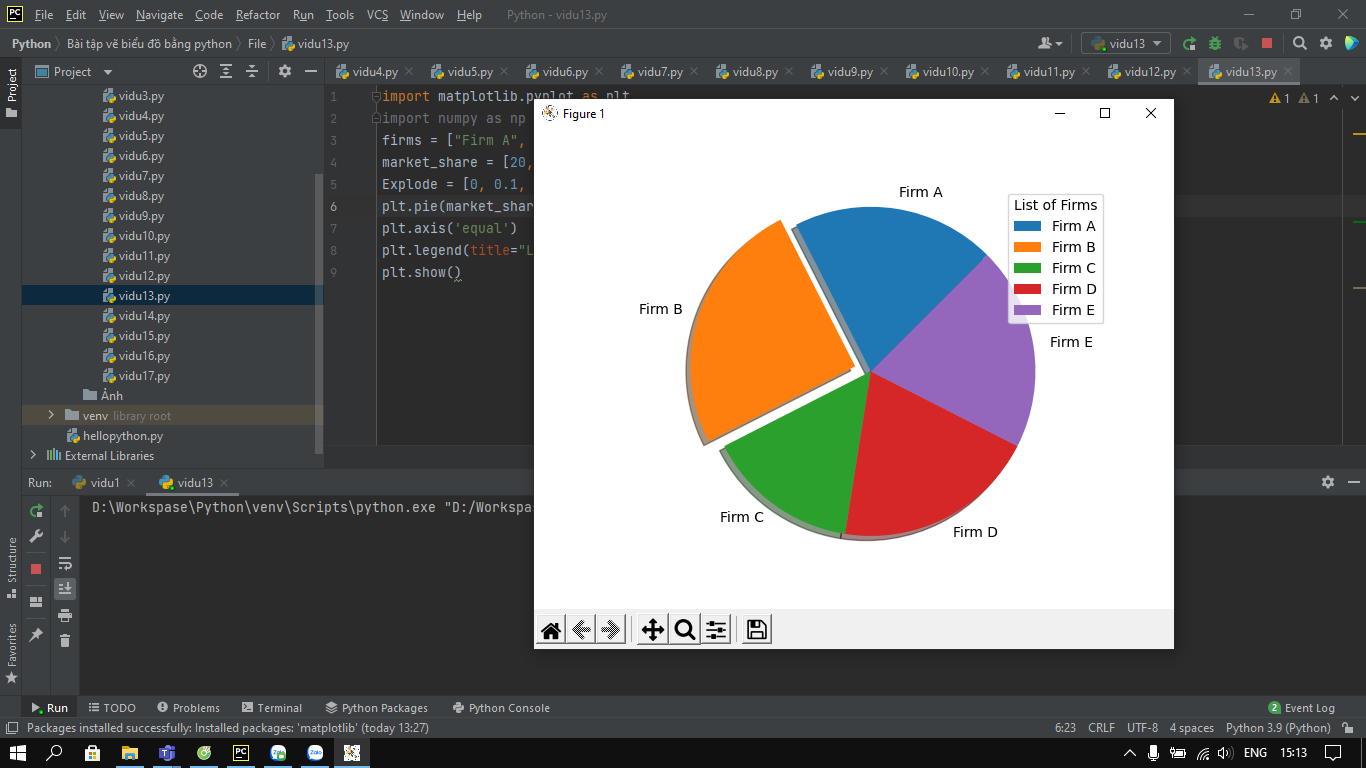 PC File Edit View Navigate Code Refactor Run Tools VCS Window Help Python - vidu13.py
Python Bài tập vẽ biểu đồ bằng python File vidu13.py vidu13
Project
Project
vidu4.py vidu5.py vidu6.py vidu7.py vidu8.py vidu9.py vidu10.py vidu11.py vidu12.py vidu13.py
vidu3.py
vidu4.py
vidu5.py
vidu6.py
vidu7.py
vidu8.py
vidu9.py
vidu10.py
vidu11.py
vidu12.py
vidu13.py
vidu14.py
vidu15.py
vidu16.py
vidu17.py
Ảnh
venv library root
hellopython.py
External Libraries
1 import matplotlib.pyplot as plt
2 import numpy as np
3 firms = ["Firm A",
4 market_share = [20,
5 Explode = [0, 0.1,
6 plt.pie(market_shar
7 plt.axis('equal')
8 plt.legend(title="L
9 plt.show()
1 1
Figure 1
Firm A
Firm B
Firm C
Firm D
Firm E
List of Firms
Firm A
Firm B
Firm C
Firm D
Firm E
Run: vidu1 vidu13
D:\Workspase\Python\venv\Scripts\python.exe "D:/Workspas
Structure
Favorites
Run TODO Problems Terminal Python Packages Python Console 2 Event Log
Packages installed successfully: Installed packages: 'matplotlib' (today 13:27) 6:23 CRLF UTF-8 4 spaces Python 3.9 (Python)
PC Zalo ENG 15:13